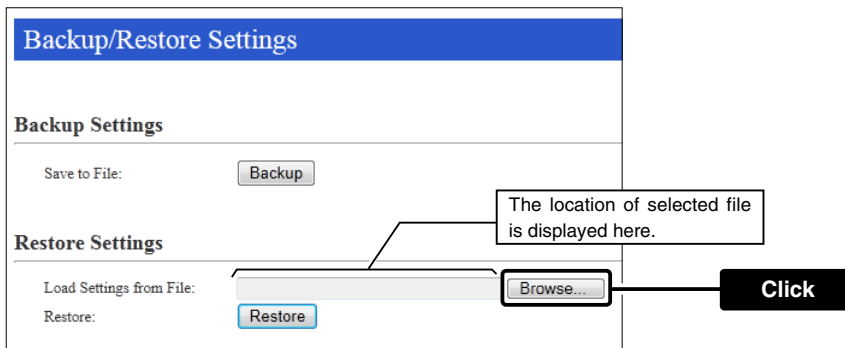 Backup/Restore Settings
Backup Settings
Save to File:
Backup
The location of selected file
is displayed here.
Restore Settings
Load Settings from File:
Browse...
Click
Restore:
Restore